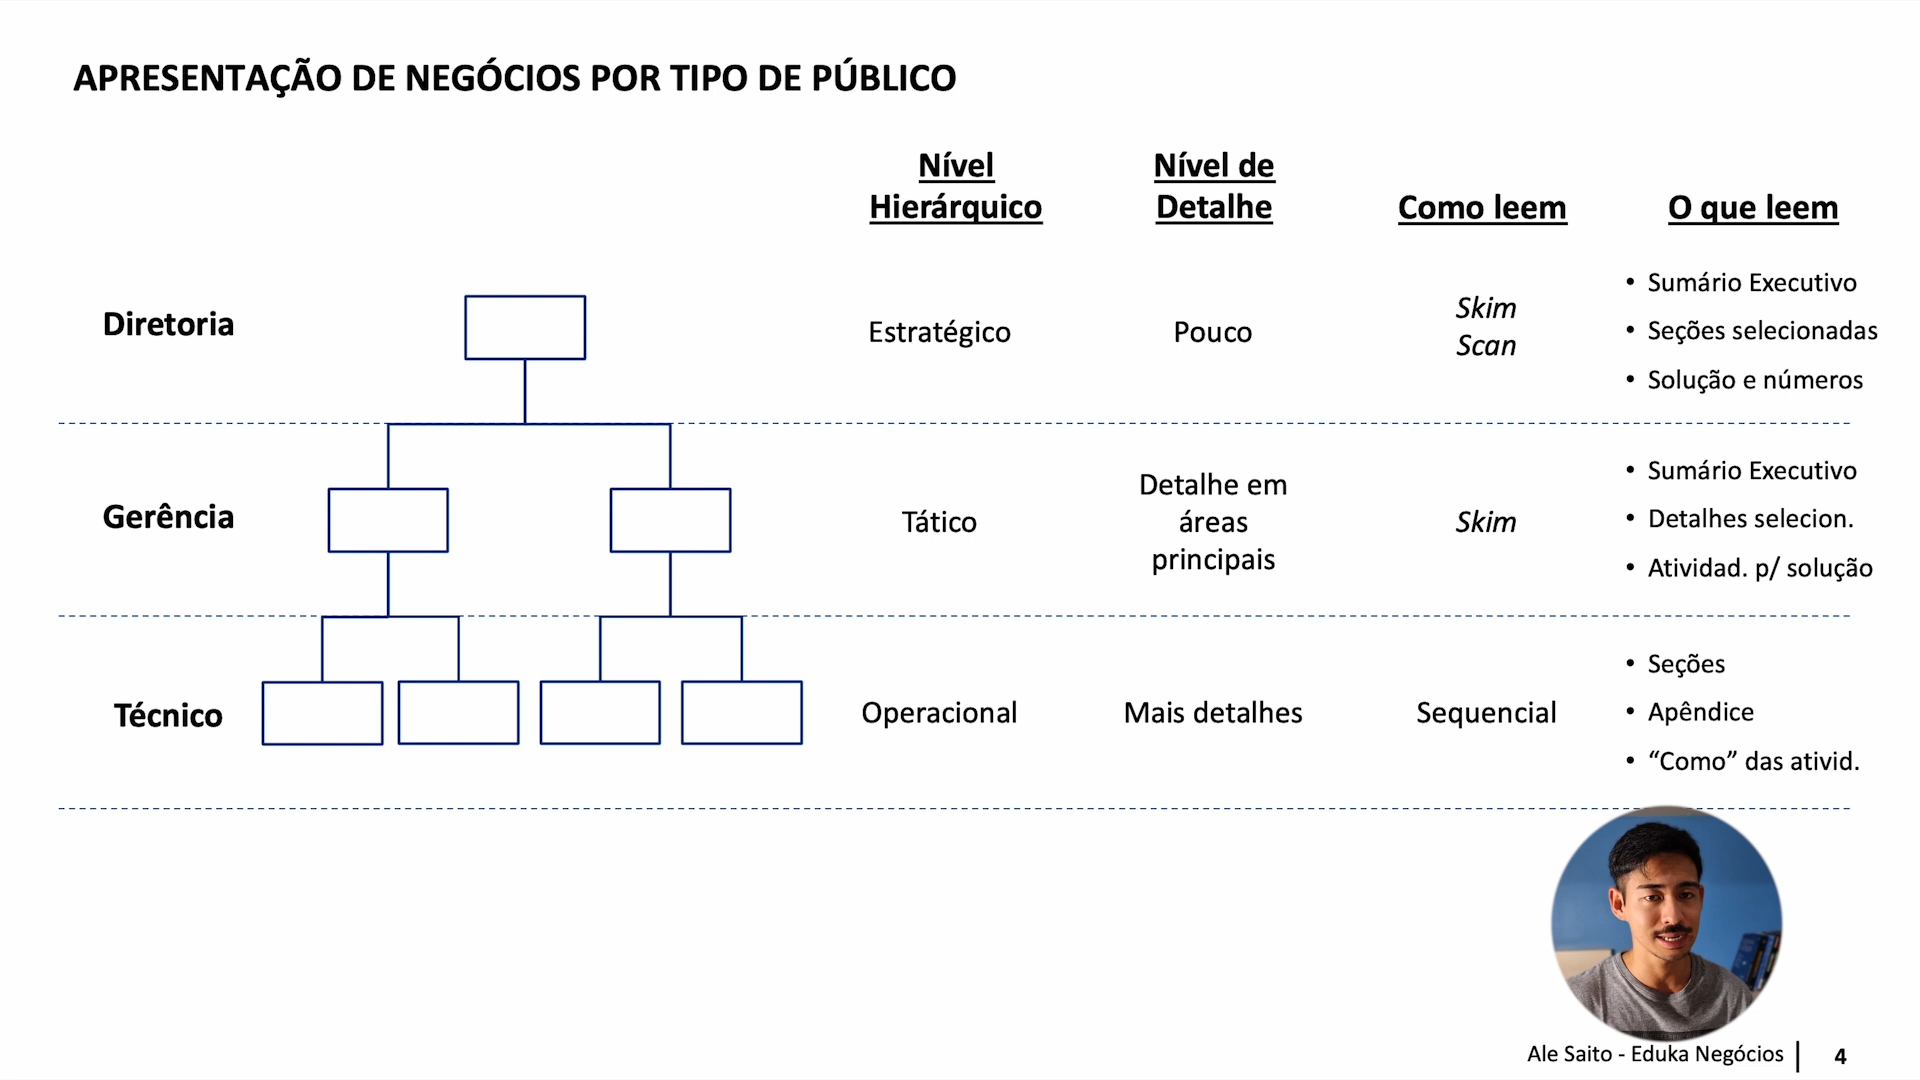 APRESENTAÇÃO DE NEGÓCIOS POR TIPO DE PÚBLICO
Nível
Hierárquico
Nível de
Detalhe
Como leem
O que leem
Diretoria
Estratégico
Pouco
Skim
Scan
• Sumário Executivo
• Seções selecionadas
• Solução e números
Gerência
Tático
Detalhe em
áreas
principais
Skim
• Sumário Executivo
• Detalhes selecion.
• Atividad. p/ solução
Técnico
Operacional
Mais detalhes
Sequencial
• Seções
• Apêndice
• “Como” das ativid.
Ale Saito - Eduka Negócios | 4